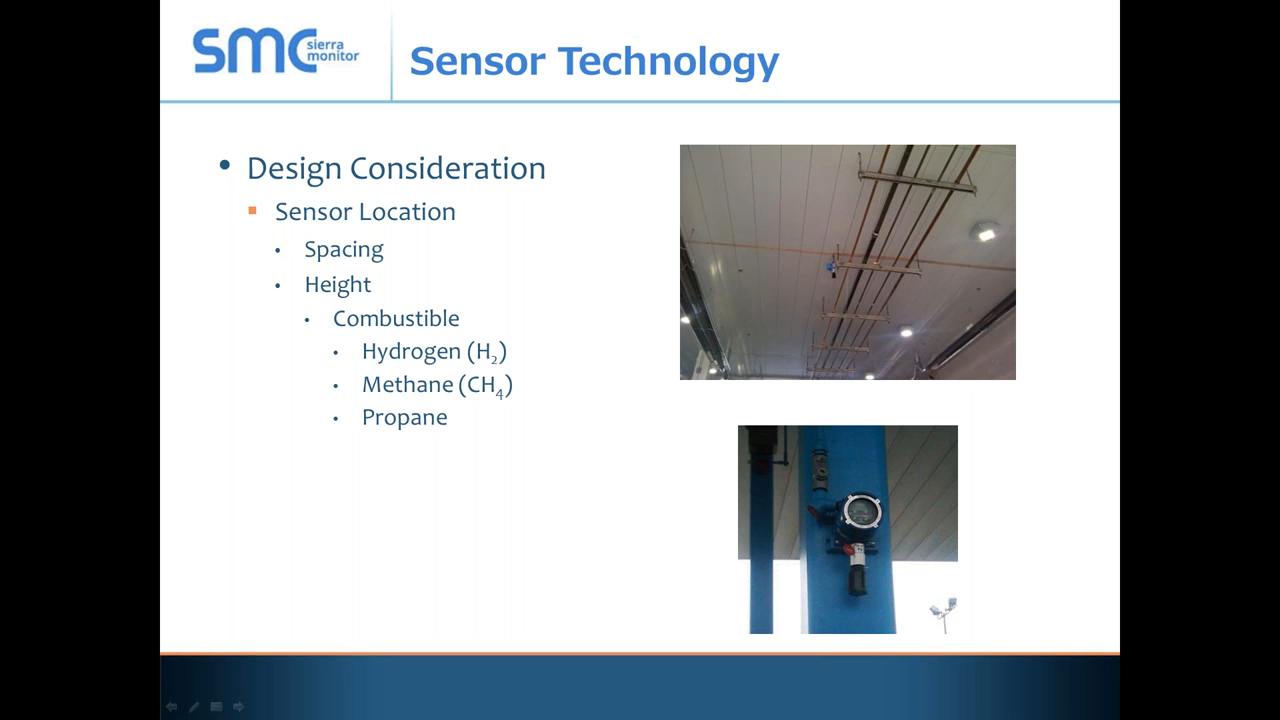 SMC sierra monitor
Sensor Technology
• Design Consideration
▪ Sensor Location
• Spacing
• Height
• Combustible
• Hydrogen (H₂)
• Methane (CH₄)
• Propane